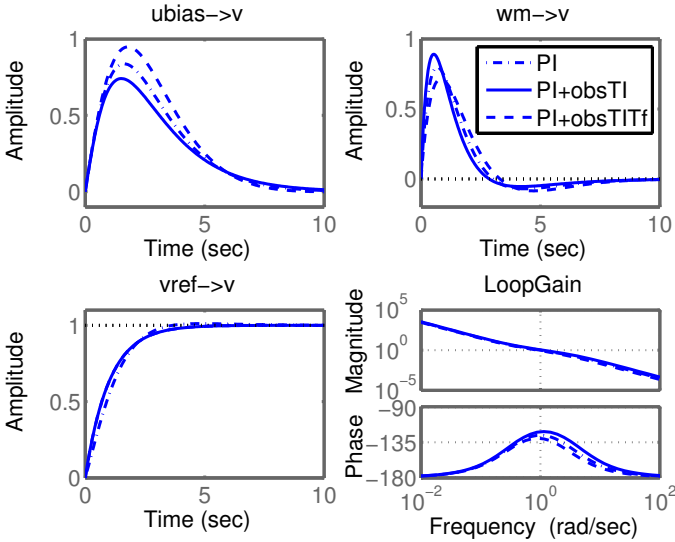 ubias->v
Amplitude
1
0.5
0
0
5
10
Time (sec)
wm->v
Amplitude
1
0.5
0
0
5
10
Time (sec)
PI
PI+obsTI
PI+obsTITf
vref->v
Amplitude
1
0.5
0
0
5
10
Time (sec)
LoopGain
Magnitude
10^5
10^0
10^-5
Phase
-90
-135
-180
10^-2
10^0
10^2
Frequency (rad/sec)